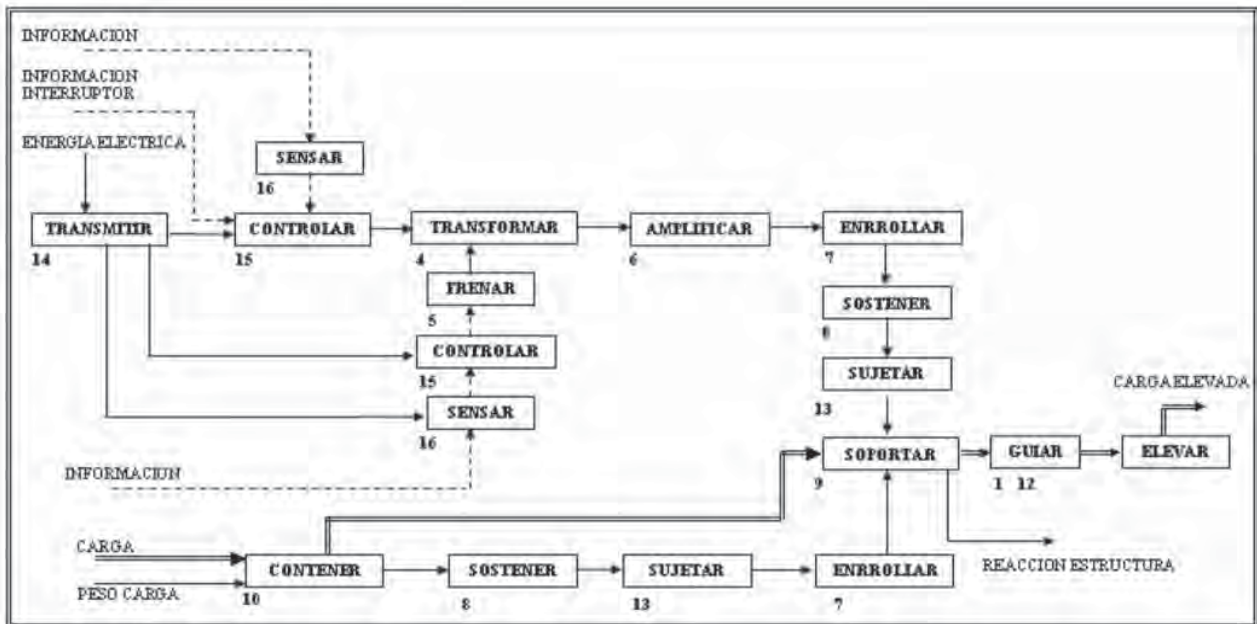 INFORMACION
INFORMACION
INTERRUPTOR
ENERGIA ELECTRICA
SENSAR
16
TRANSMITIR
14
CONTROLAR
15
TRANSFORMAR
4
AMPLIFICAR
6
ENRROLLAR
7
FRENAR
5
SOSTENER
8
CONTROLAR
15
SUJETAR
13
CARGA ELEVADA
SENSAR
16
SOPORTAR
9
GUIAR
1 12
ELEVAR
INFORMACION
CARGA
PESO CARGA
CONTENER
10
SOSTENER
8
SUJETAR
13
ENRROLLAR
7
REACCION ESTRUCTURA